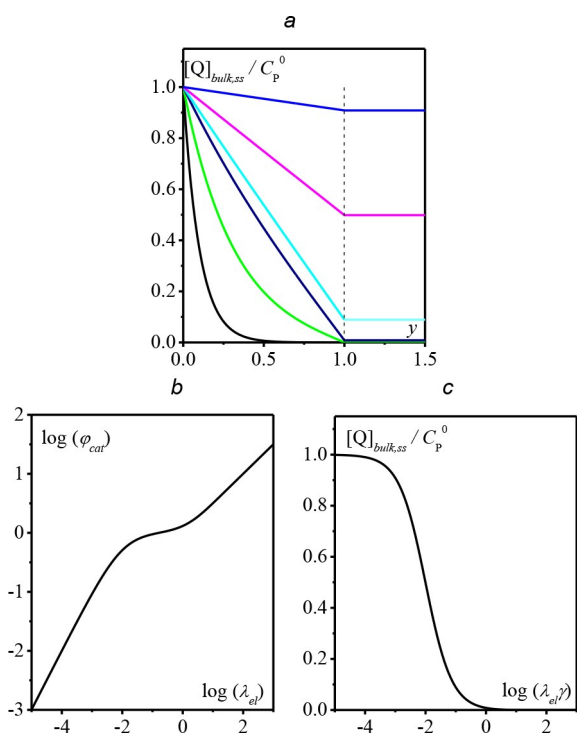 a
[Q]bulk,ss / CP0
1.0
0.8
0.6
0.4
0.2
0.0
y
0.0 0.5 1.0 1.5
b
log (φcat)
2
1
0
-1
-2
-3
log (λel)
-4 -2 0 2
c
[Q]bulk,ss / CP0
1.0
0.8
0.6
0.4
0.2
0.0
log (λelγ)
-4 -2 0 2